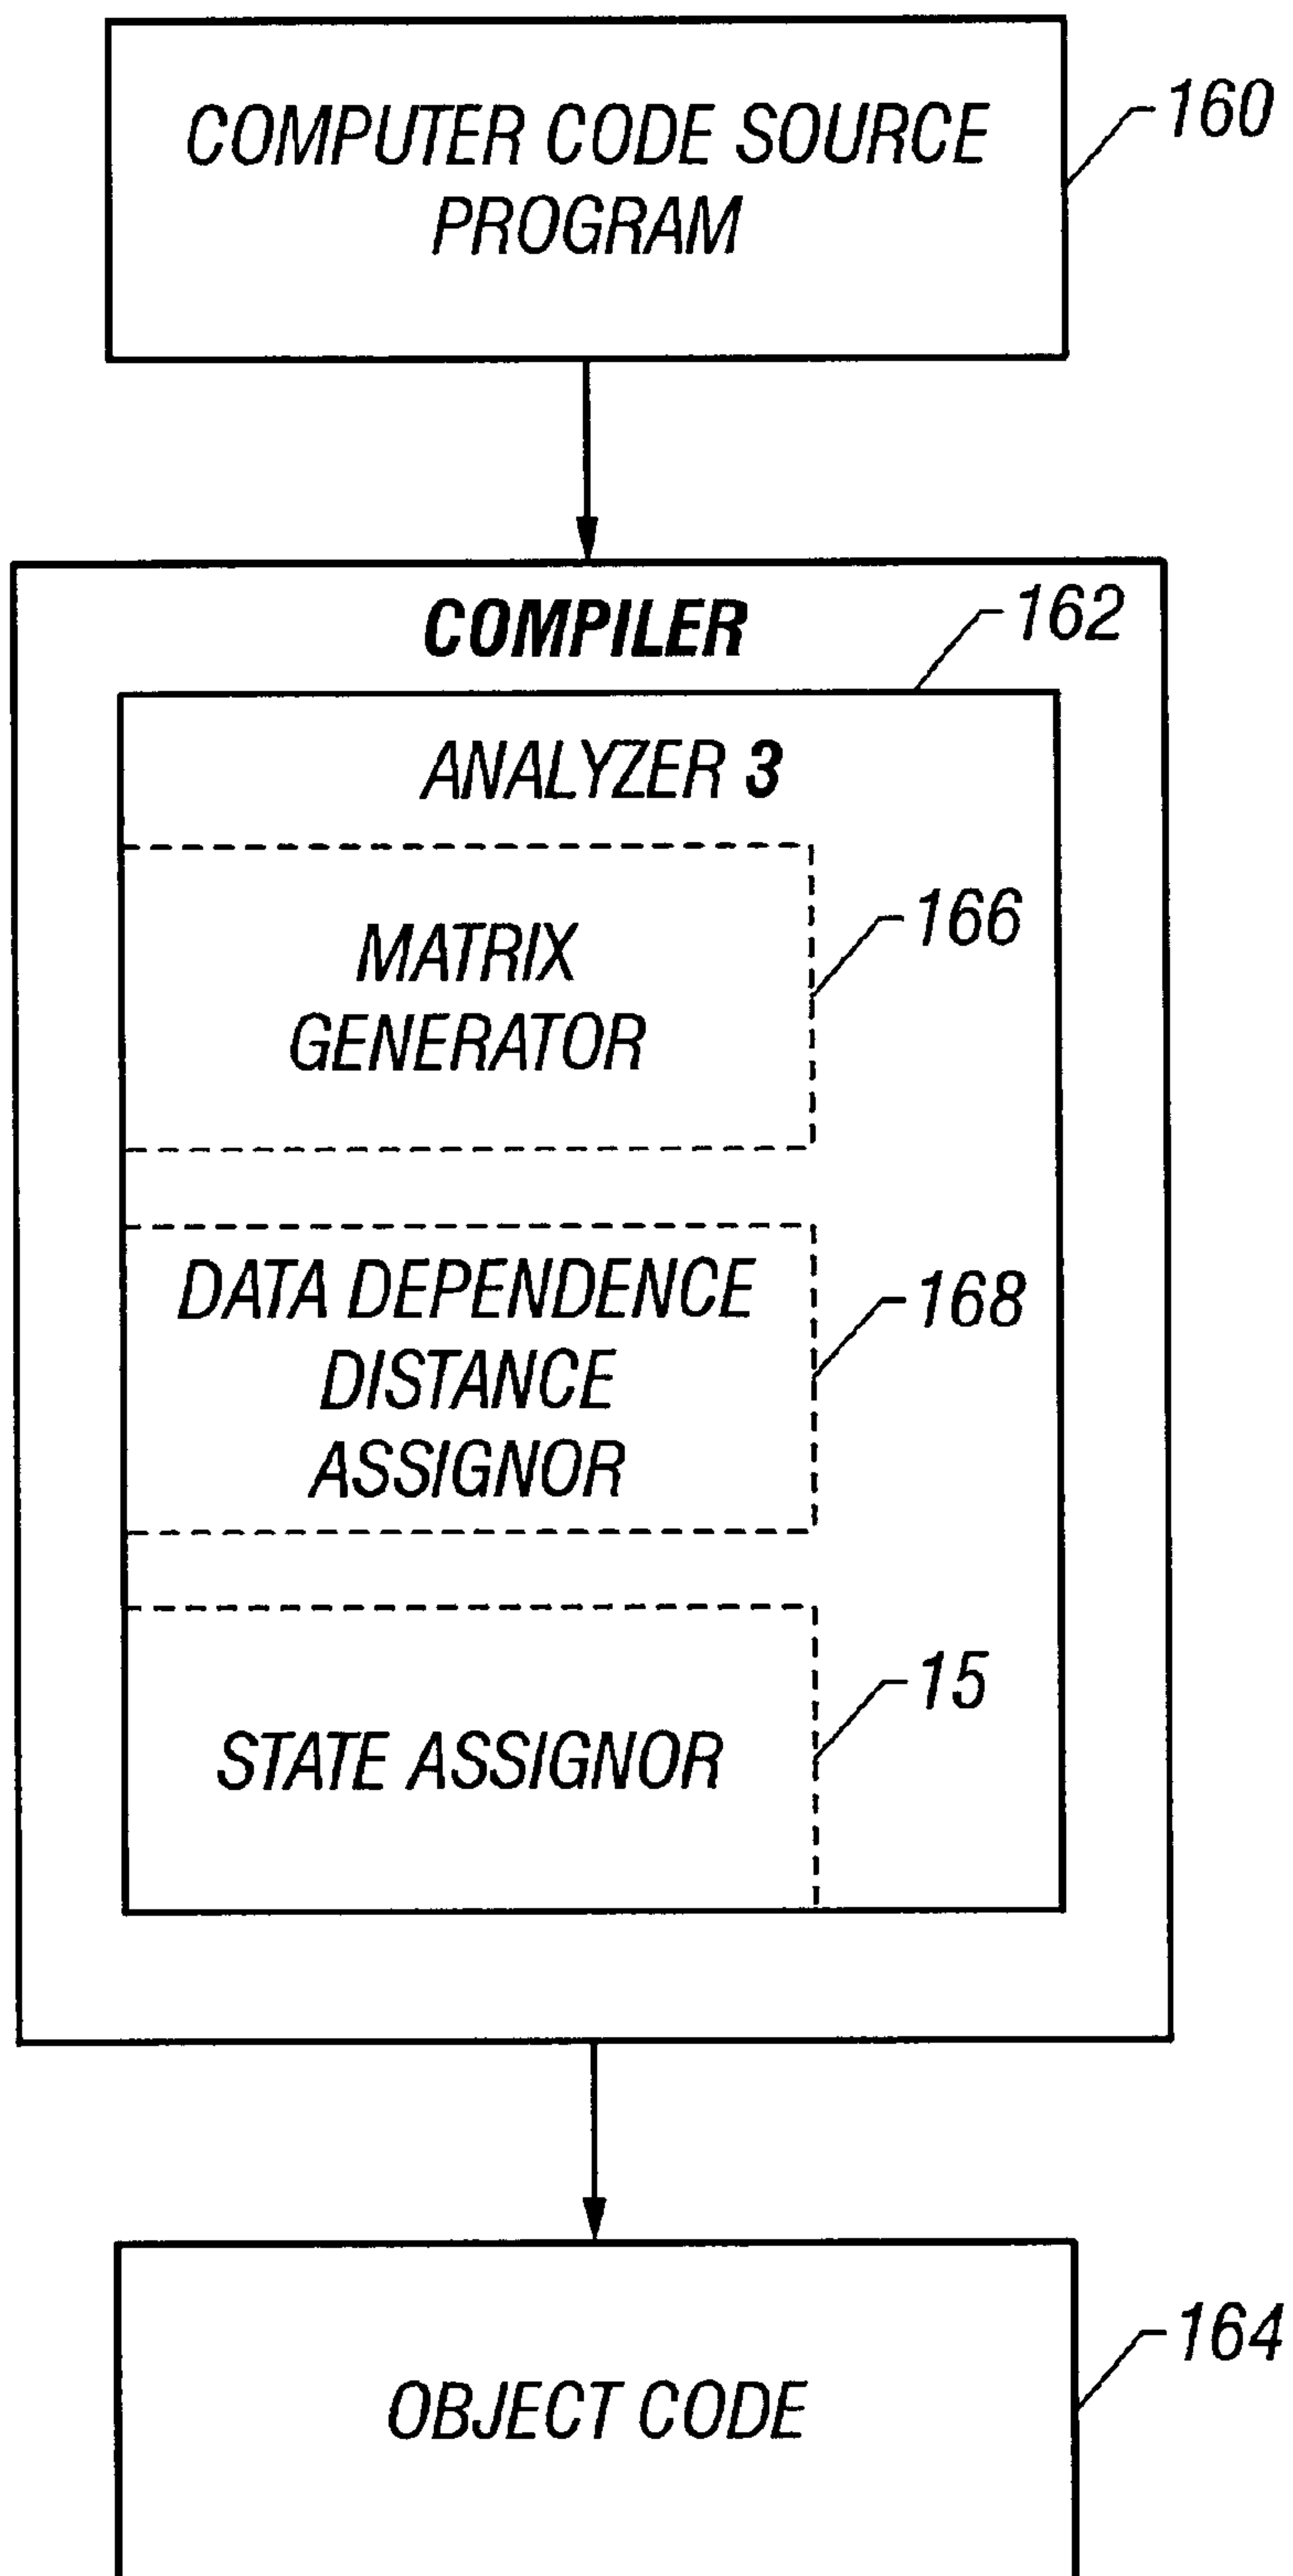 COMPUTER CODE SOURCE
PROGRAM
160
COMPILER
162
ANALYZER 3
MATRIX
GENERATOR
166
DATA DEPENDENCE
DISTANCE
ASSIGNOR
168
STATE ASSIGNOR
15
OBJECT CODE
164